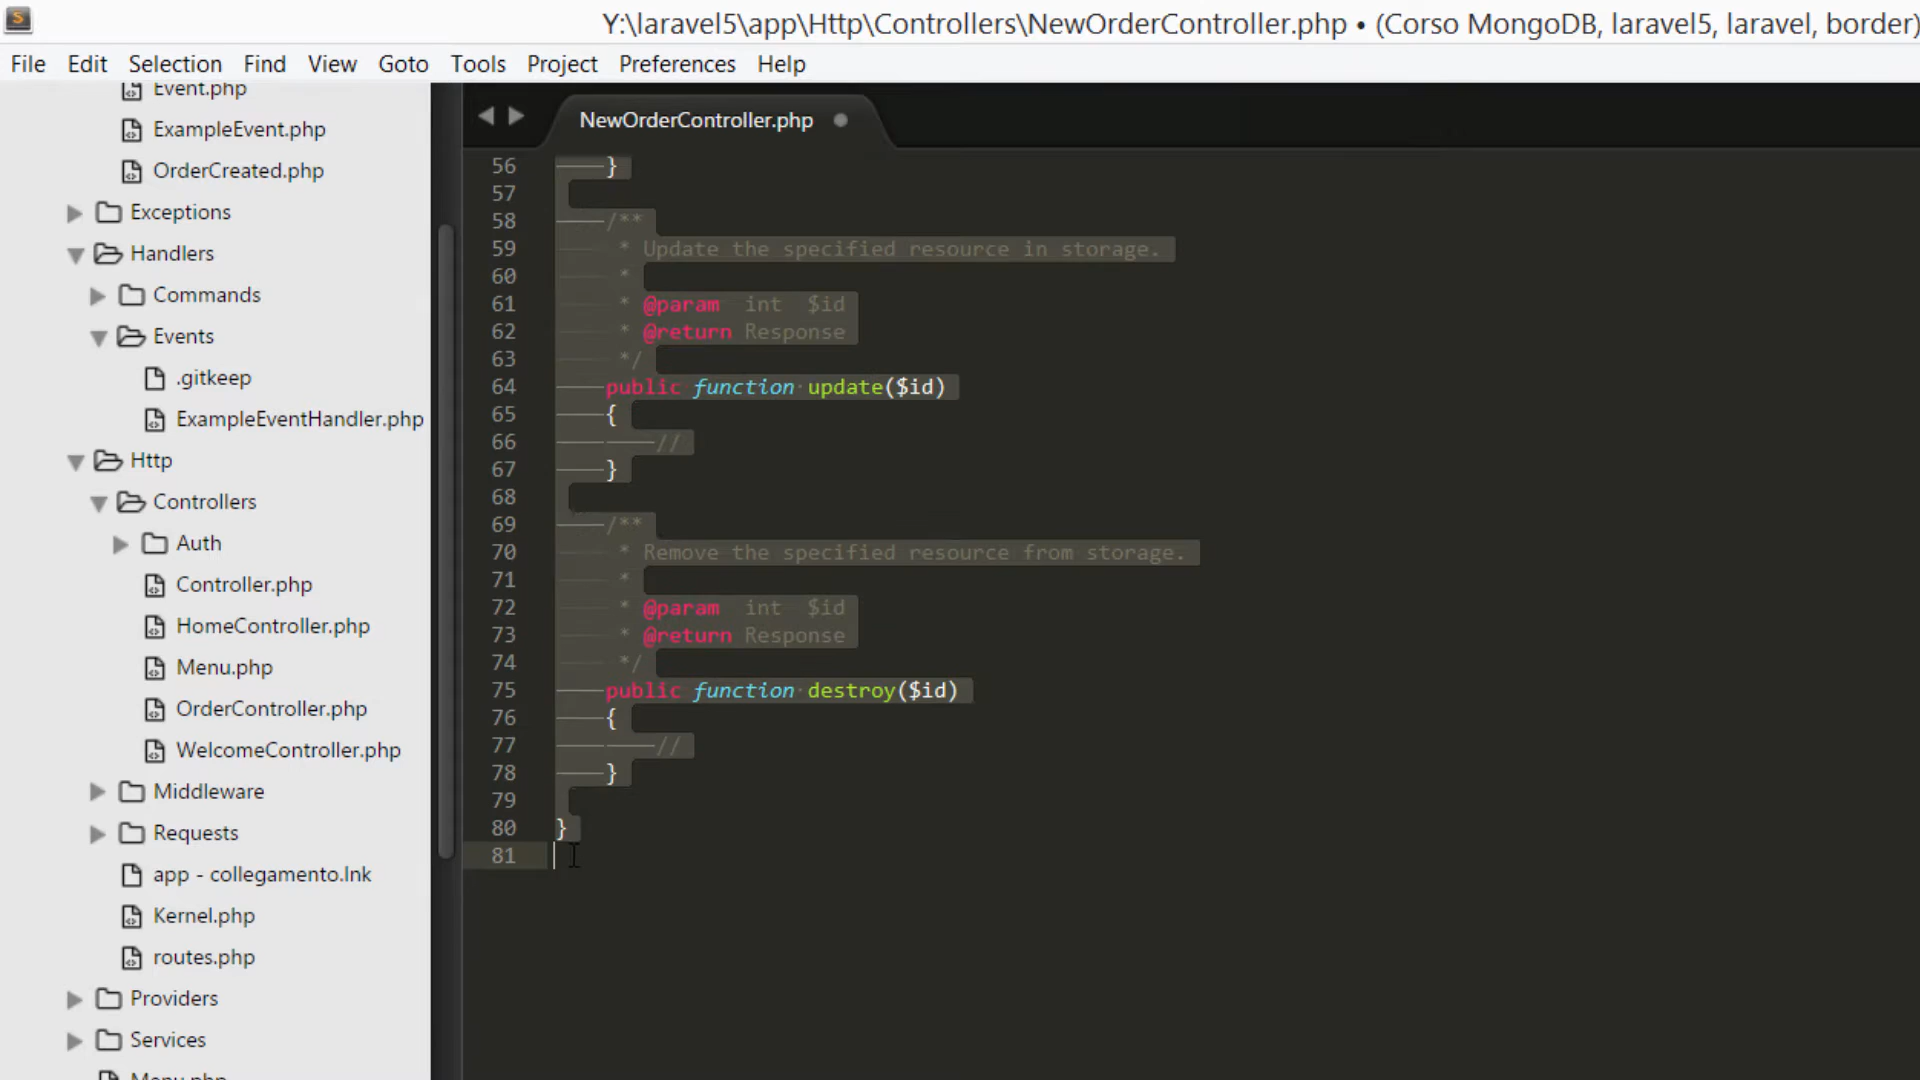 Y:\laravel5\app\Http\Controllers\NewOrderController.php • (Corso MongoDB, laravel5, laravel, border)
File Edit Selection Find View Goto Tools Project Preferences Help
Event.php
ExampleEvent.php
OrderCreated.php
Exceptions
Handlers
Commands
Events
.gitkeep
ExampleEventHandler.php
Http
Controllers
Auth
Controller.php
HomeController.php
Menu.php
OrderController.php
WelcomeController.php
Middleware
Requests
app - collegamento.lnk
Kernel.php
routes.php
Providers
Services
Menu.php
NewOrderController.php
56 }
57
58 /**
59 * Update the specified resource in storage.
60 *
61 * @param int $id
62 * @return Response
63 */
64 public function update($id)
65 {
66 //
67 }
68
69 /**
70 * Remove the specified resource from storage.
71 *
72 * @param int $id
73 * @return Response
74 */
75 public function destroy($id)
76 {
77 //
78 }
79
80 }
81